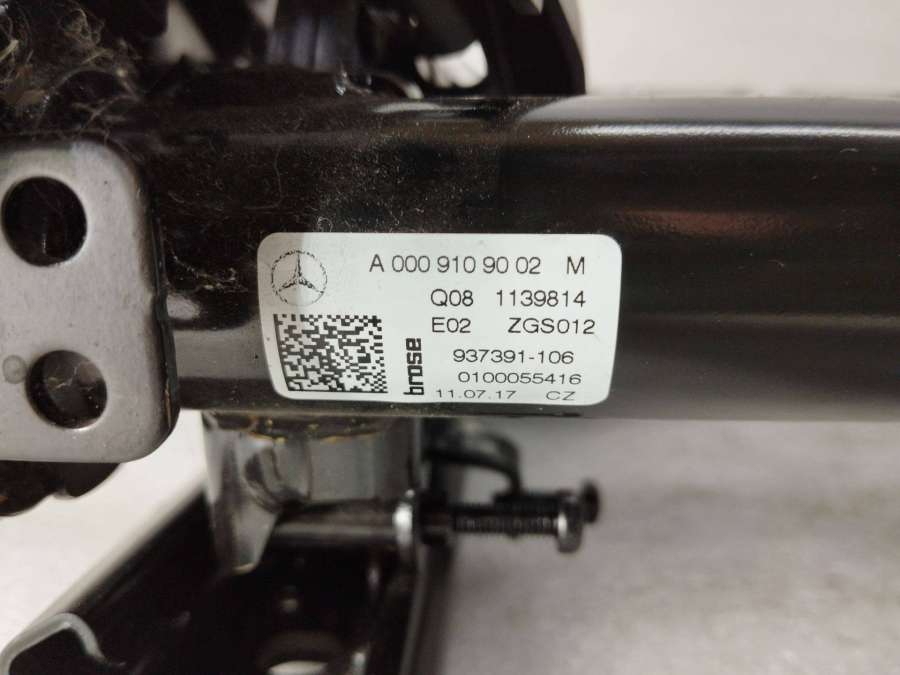 A 000 910 90 02 M
Q08 1139814
E02 ZGS012
brose
937391-106
0100055416
11.07.17 CZ